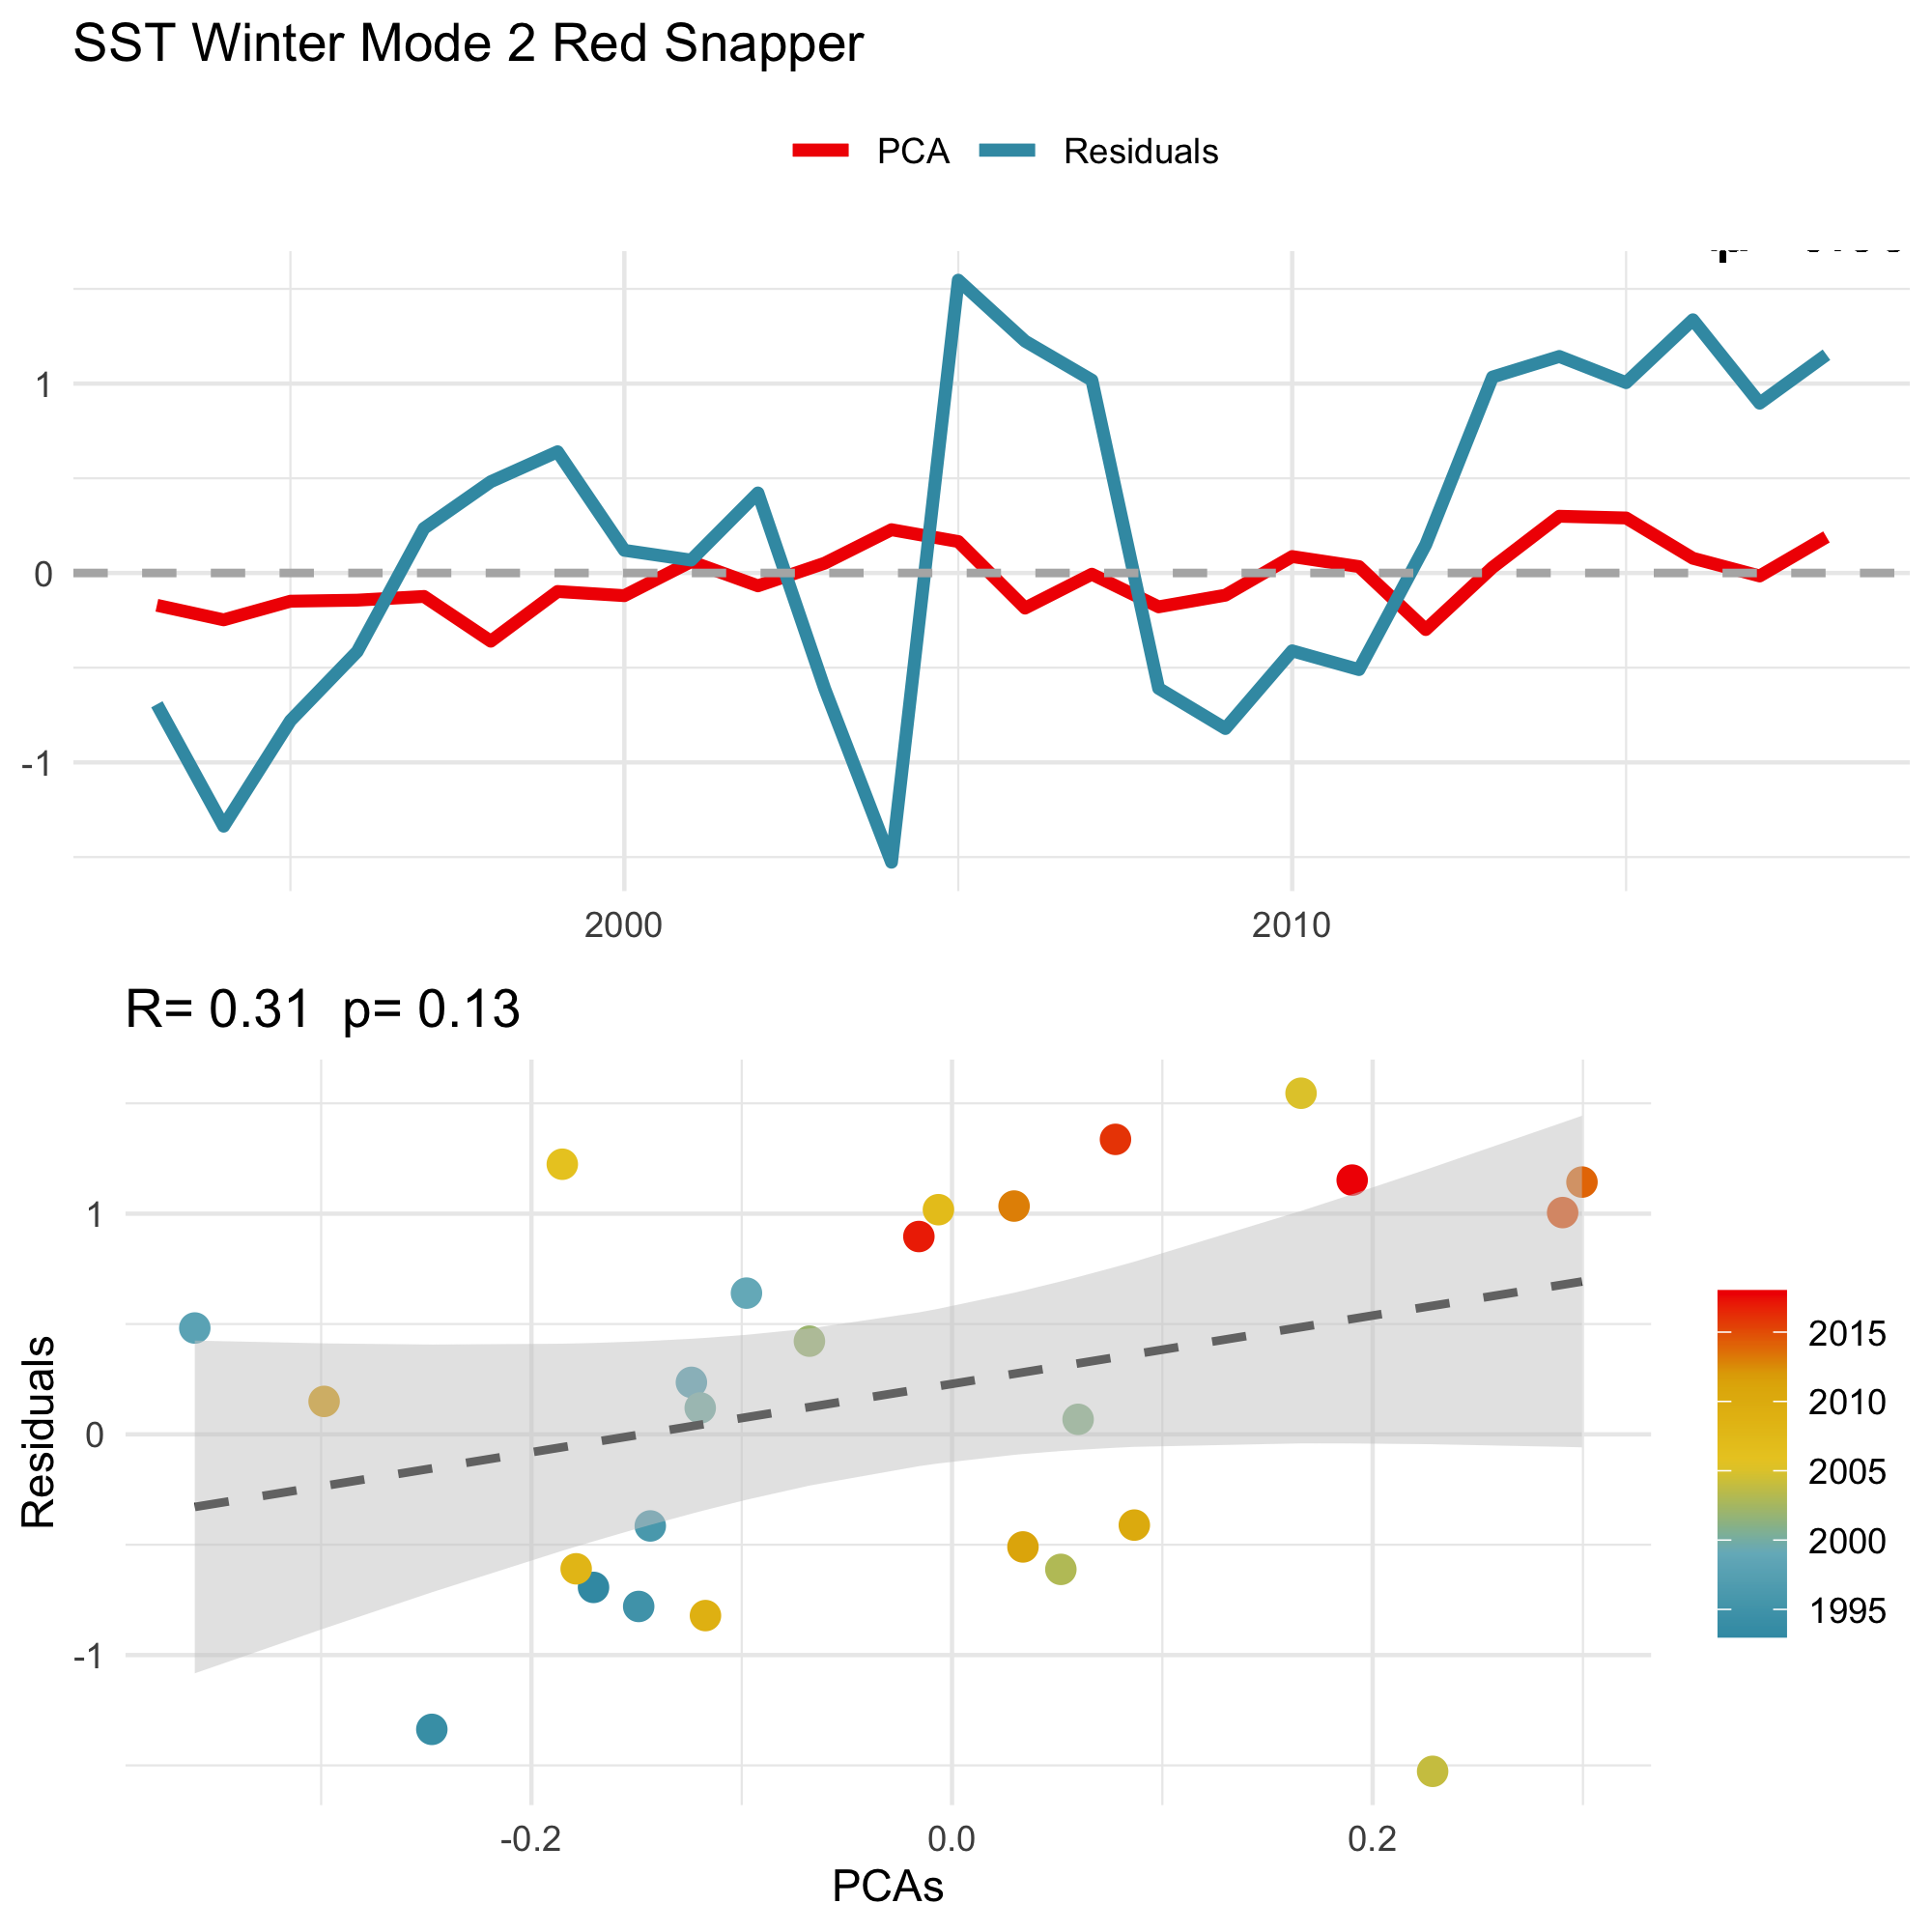 SST Winter Mode 2 Red Snapper
PCA Residuals
1
0
-1
2000 2010
R= 0.31 p= 0.13
Residuals
1
0
-1
-0.2 0.0 0.2
PCAs
2015
2010
2005
2000
1995